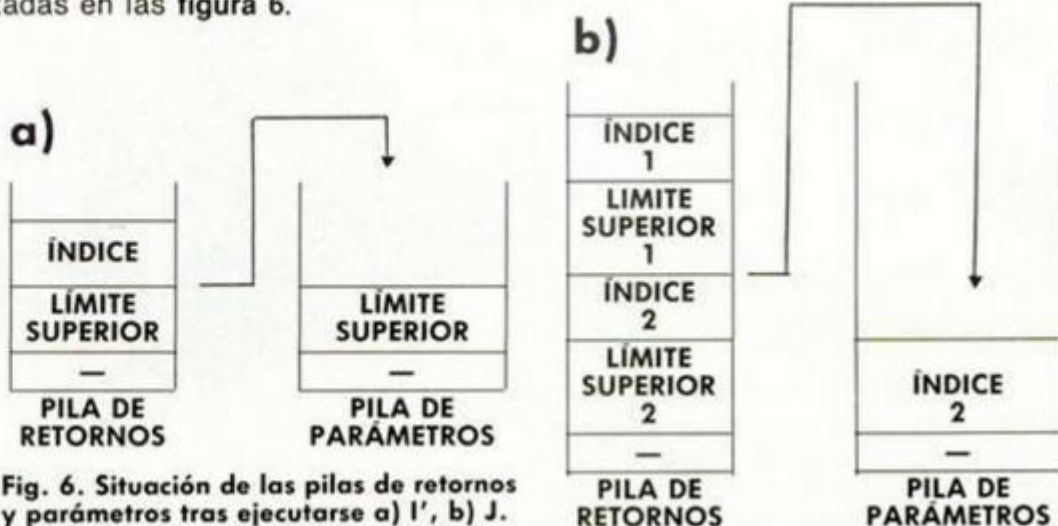 tadas en las figura 6.
a)
ÍNDICE
LÍMITE
SUPERIOR
—
PILA DE
RETORNOS
LÍMITE
SUPERIOR
—
PILA DE
PARÁMETROS
Fig. 6. Situación de las pilas de retornos
y parámetros tras ejecutarse a) I', b) J.
b)
ÍNDICE
1
LIMITE
SUPERIOR
1
ÍNDICE
2
LÍMITE
SUPERIOR
2
—
PILA DE
RETORNOS
ÍNDICE
2
—
PILA DE
PARÁMETROS